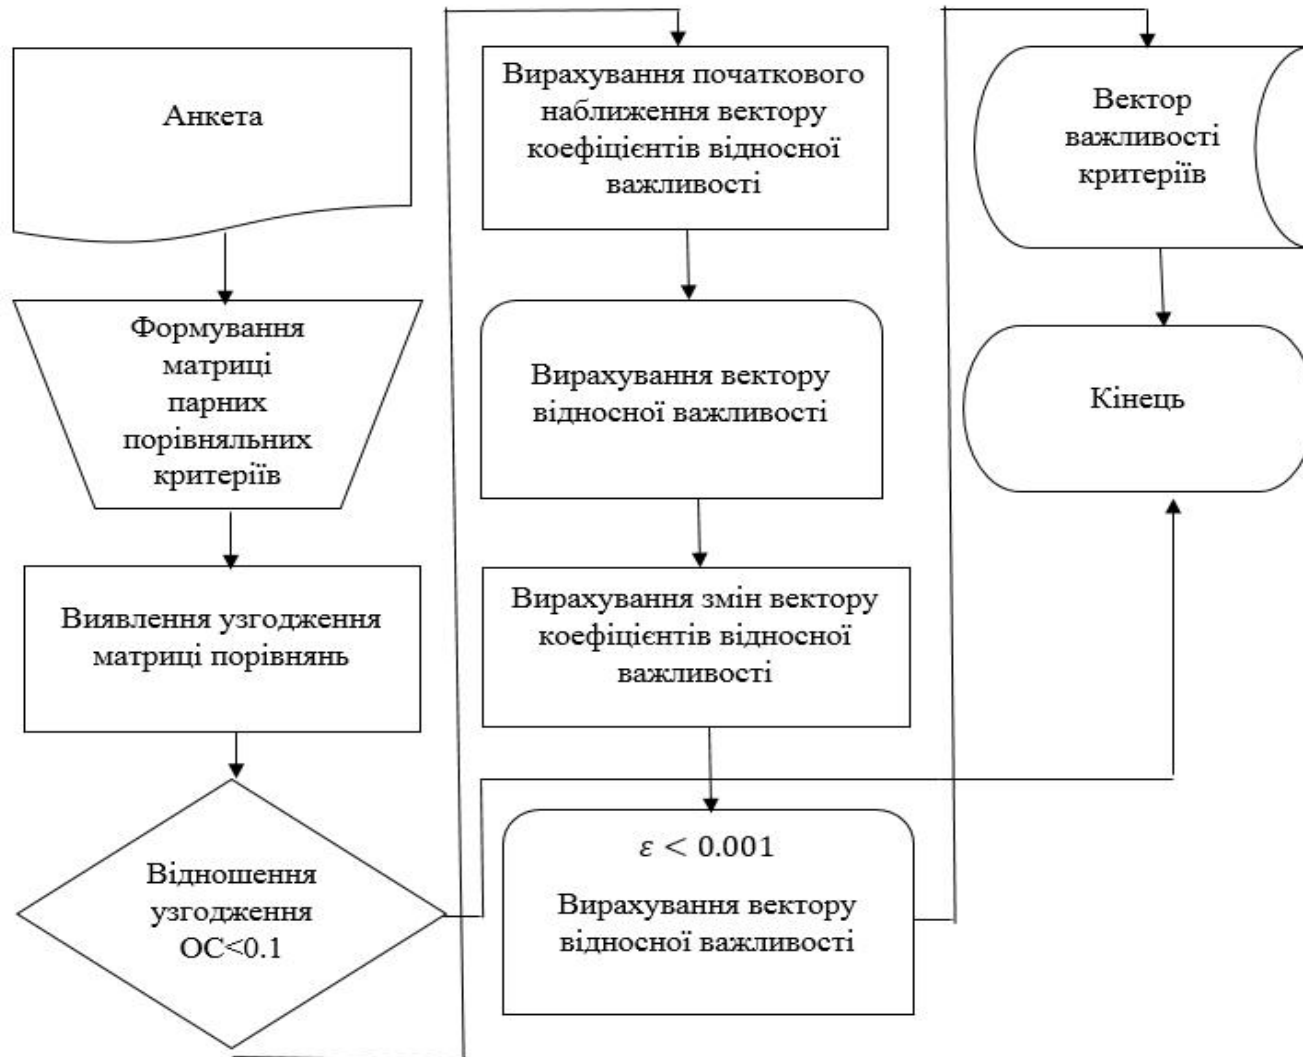 Анкета
Формування
матриці
парних
порівняльних
критеріїв
Виявлення узгодження
матриці порівнянь
Відношення
узгодження
ОС<0.1
Вирахування початкового
наближення вектору
коефіцієнтів відносної
важливості
Вирахування вектору
відносної важливості
Вирахування змін вектору
коефіцієнтів відносної
важливості
ε < 0.001
Вирахування вектору
відносної важливості
Вектор
важливості
критеріїв
Кінець